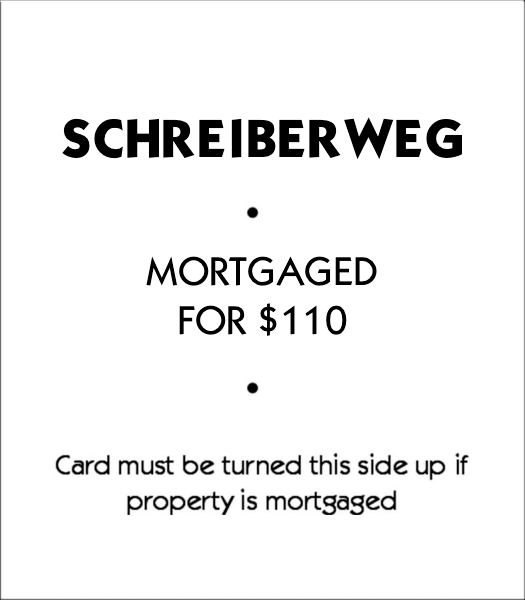 SCHREIBERWEG
•
MORTGAGED
FOR $110
•
Card must be turned this side up if
property is mortgaged